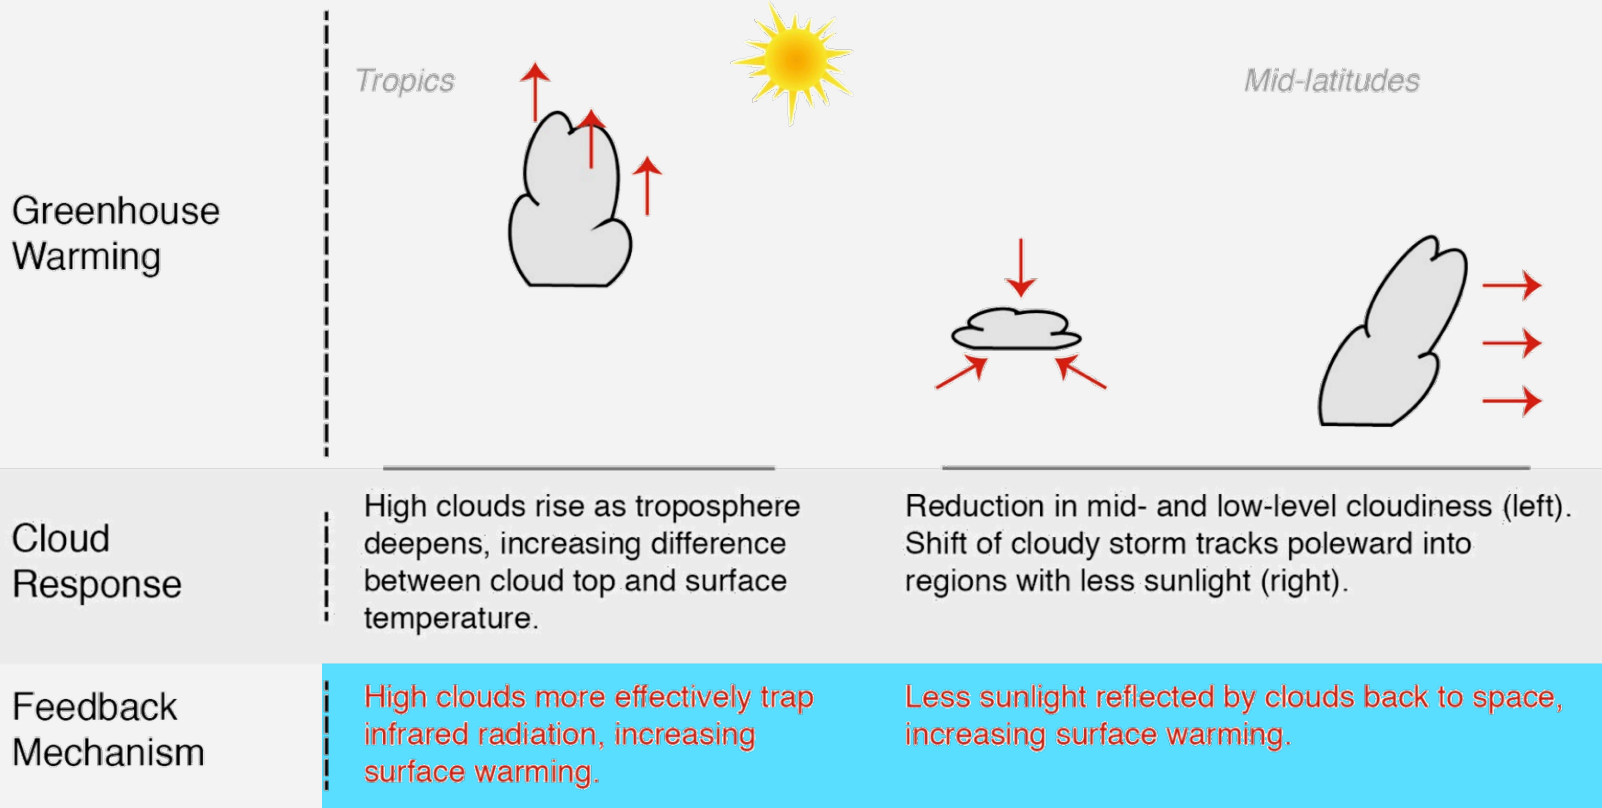 Tropics
Mid-latitudes
Greenhouse
Warming
Cloud
Response
High clouds rise as troposphere
deepens, increasing difference
between cloud top and surface
temperature.
Reduction in mid- and low-level cloudiness (left).
Shift of cloudy storm tracks poleward into
regions with less sunlight (right).
Feedback
Mechanism
High clouds more effectively trap
infrared radiation, increasing
surface warming.
Less sunlight reflected by clouds back to space,
increasing surface warming.